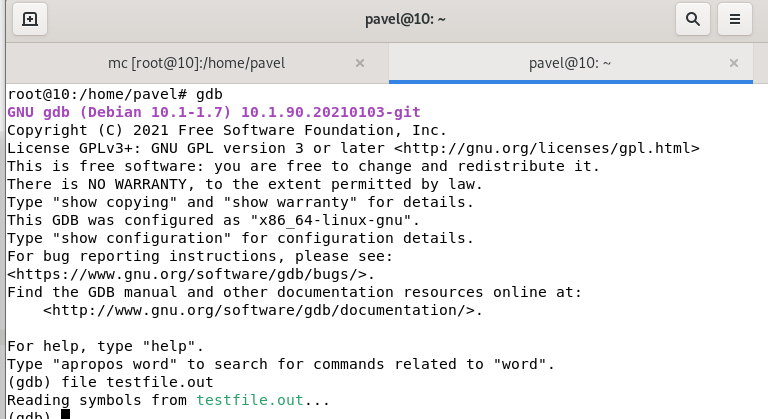 pavel@10: ~
mc [root@10]:/home/pavel
pavel@10: ~
root@10:/home/pavel# gdb
GNU gdb (Debian 10.1-1.7) 10.1.90.20210103-git
Copyright (C) 2021 Free Software Foundation, Inc.
License GPLv3+: GNU GPL version 3 or later <http://gnu.org/licenses/gpl.html>
This is free software: you are free to change and redistribute it.
There is NO WARRANTY, to the extent permitted by law.
Type "show copying" and "show warranty" for details.
This GDB was configured as "x86_64-linux-gnu".
Type "show configuration" for configuration details.
For bug reporting instructions, please see:
<https://www.gnu.org/software/gdb/bugs/>.
Find the GDB manual and other documentation resources online at:
    <http://www.gnu.org/software/gdb/documentation/>.

For help, type "help".
Type "apropos word" to search for commands related to "word".
(gdb) file testfile.out
Reading symbols from testfile.out...
(gdb)